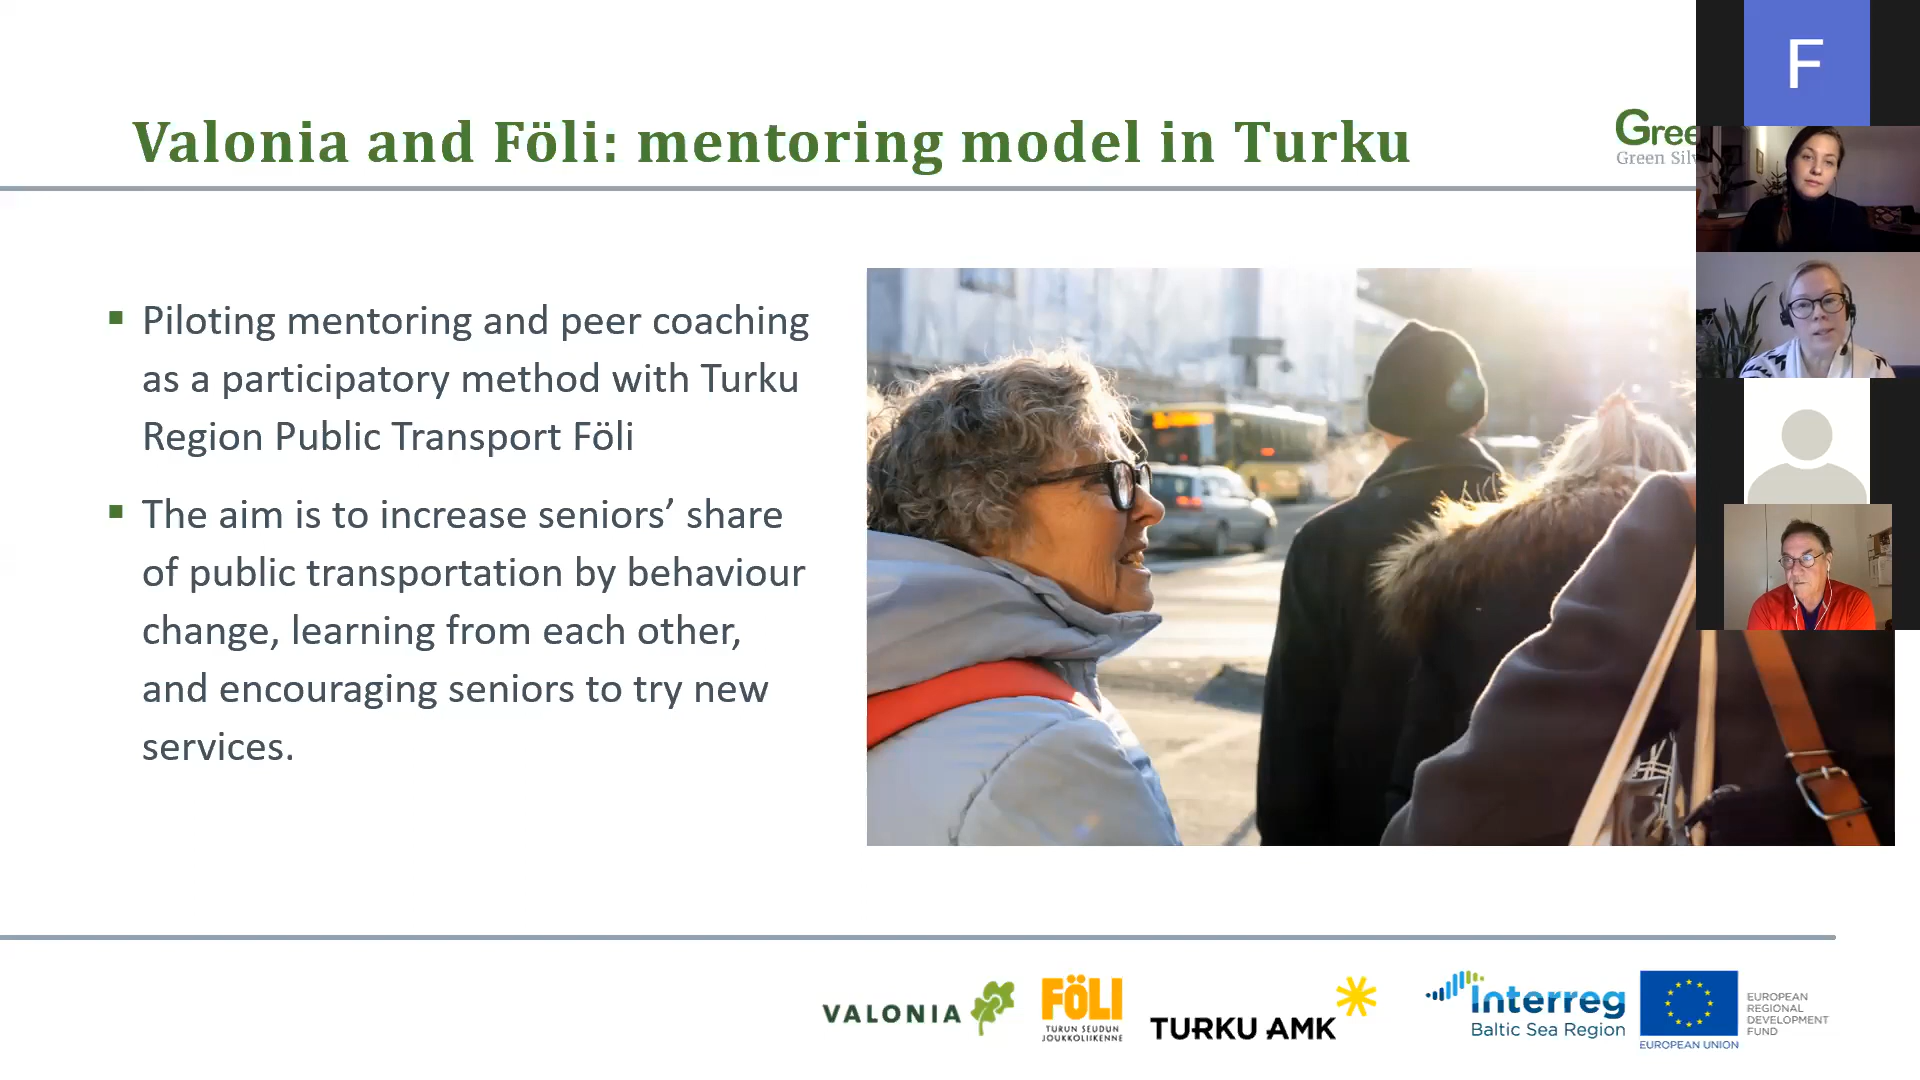 F
Valonia and Föli: mentoring model in Turku
Green
▪ Piloting mentoring and peer coaching
as a participatory method with Turku
Region Public Transport Föli
▪ The aim is to increase seniors’ share
of public transportation by behaviour
change, learning from each other,
and encouraging seniors to try new
services.
VALONIA
FÖLI
TURUN SEUDUN
JOUKKOLIIKENNE
TURKU AMK
Interreg
Baltic Sea Region
EUROPEAN UNION
EUROPEAN
REGIONAL
DEVELOPMENT
FUND